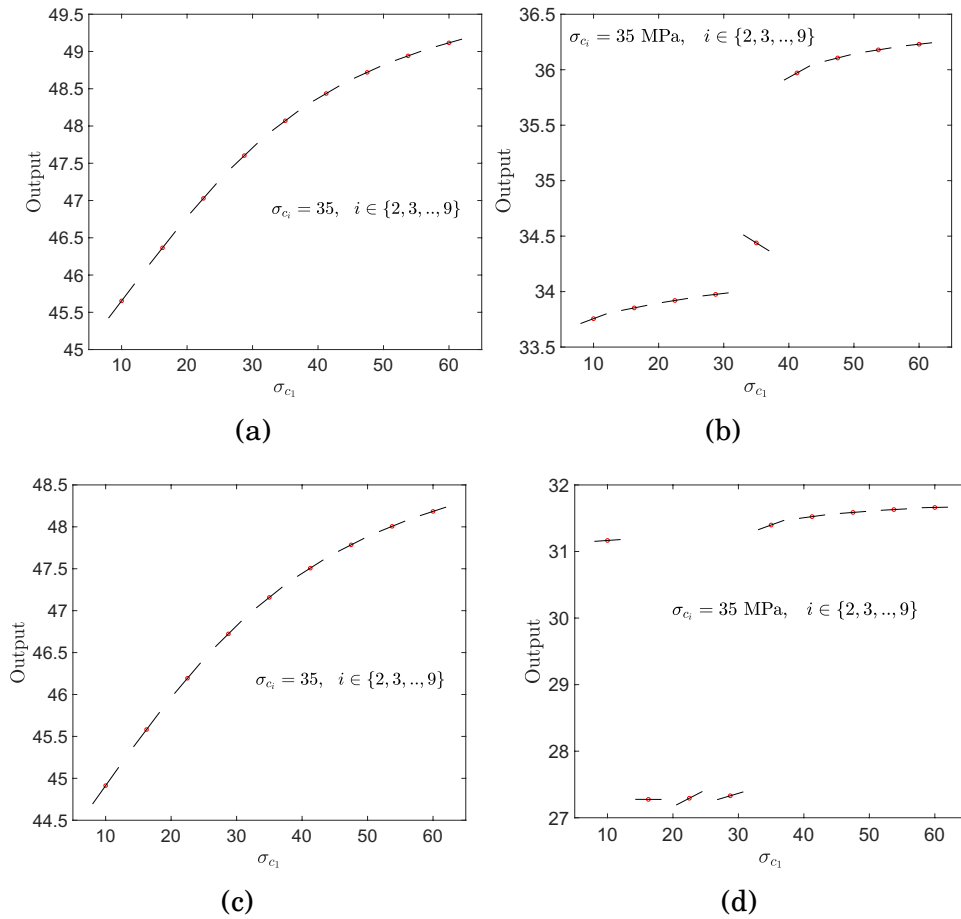 49.5
49
48.5
48
47.5
47
46.5
46
45.5
45
Output
σ_{c_i} = 35, i ∈ {2, 3, .., 9}
10 20 30 40 50 60
σ_{c_1}
(a)
36.5
36
35.5
35
34.5
34
33.5
Output
σ_{c_i} = 35 MPa, i ∈ {2, 3, .., 9}
10 20 30 40 50 60
σ_{c_1}
(b)
48.5
48
47.5
47
46.5
46
45.5
45
44.5
Output
σ_{c_i} = 35, i ∈ {2, 3, .., 9}
10 20 30 40 50 60
σ_{c_1}
(c)
32
31
30
29
28
27
Output
σ_{c_i} = 35 MPa, i ∈ {2, 3, .., 9}
10 20 30 40 50 60
σ_{c_1}
(d)